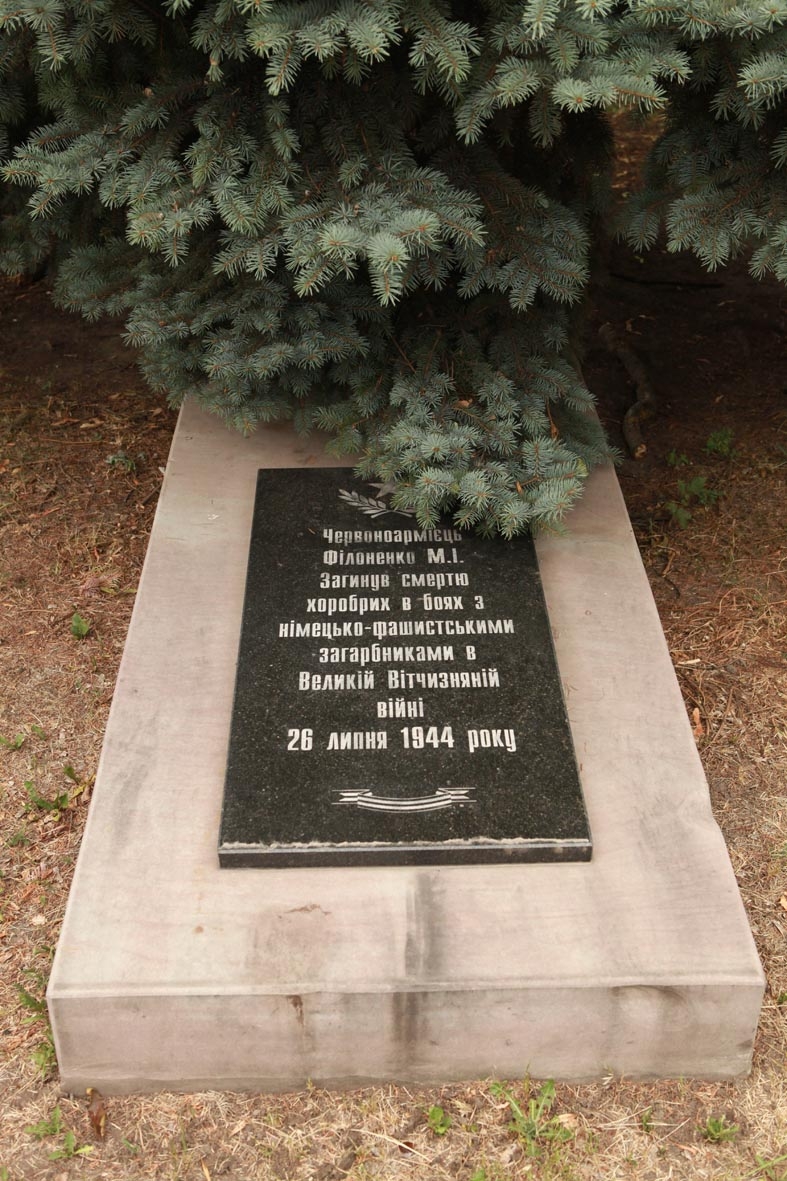 Червоноармієць
Філоненко М.І.
Загинув смертю
хоробрих в боях з
німецько-фашистськими
загарбниками в
Великій Вітчизняній
війні
26 липня 1944 року